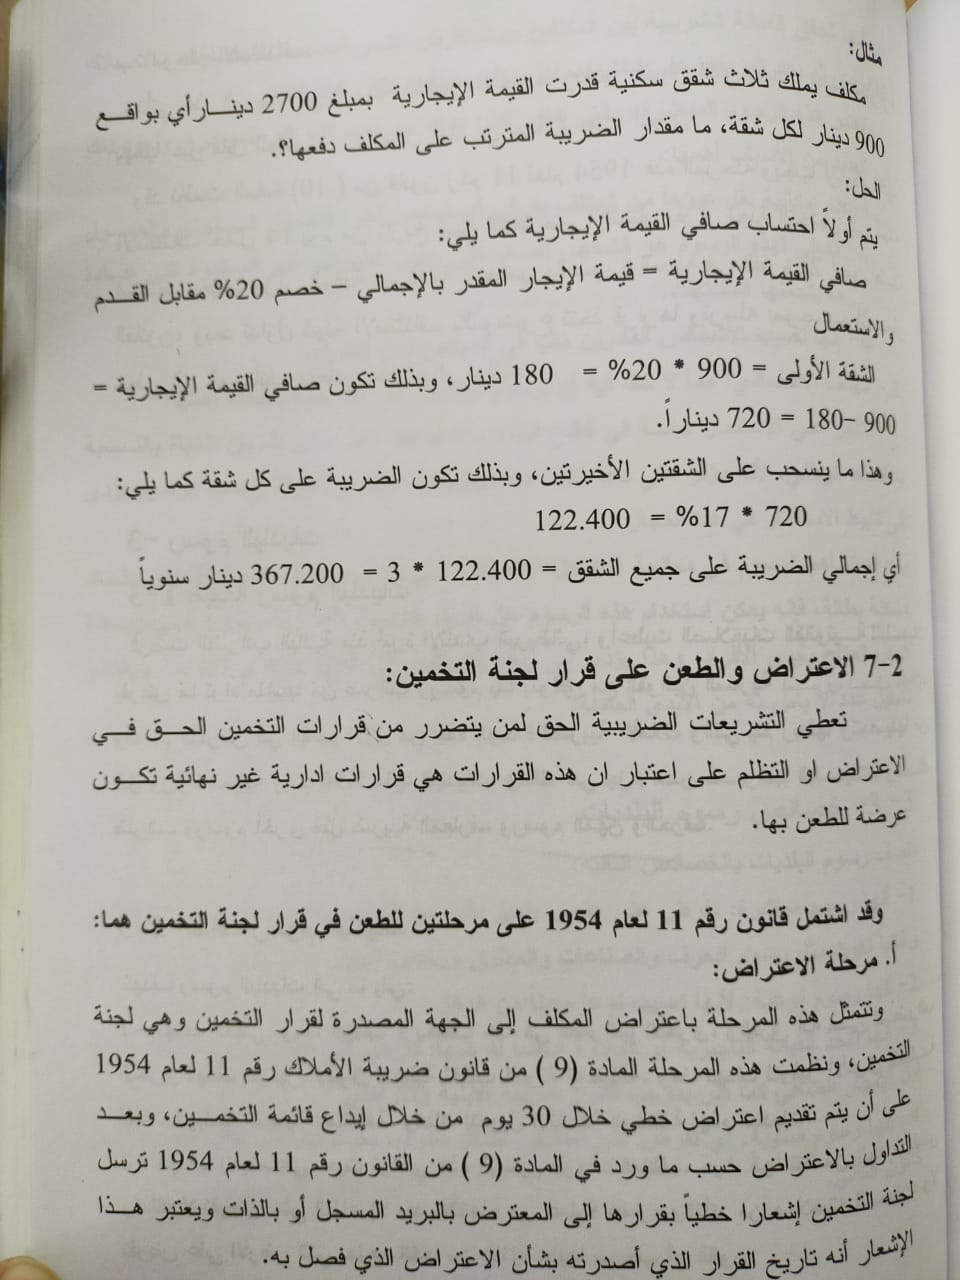 مثال:
مكلف يملك ثلاث شقق سكنية قدرت القيمة الإيجارية بمبلغ 2700 دينار أي بواقع
900 دينار لكل شقة، ما مقدار الضريبة المترتب على المكلف دفعها؟.
الحل:
يتم أولاً احتساب صافي القيمة الإيجارية كما يلي:
صافي القيمة الإيجارية = قيمة الإيجار المقدر بالإجمالي – خصم 20% مقابل القدم
والاستعمال
الشقة الأولى = 900 * 20% = 180 دينار، وبذلك تكون صافي القيمة الإيجارية =
900 –180 = 720 ديناراً.
وهذا ما ينسحب على الشقتين الأخيرتين، وبذلك تكون الضريبة على كل شقة كما يلي:
720 * 17% = 122.400
أي إجمالي الضريبة على جميع الشقق = 122.400 * 3 = 367.200 دينار سنوياً
7-2 الاعتراض والطعن على قرار لجنة التخمين:
تعطي التشريعات الضريبية الحق لمن يتضرر من قرارات التخمين الحق في
الاعتراض او التظلم على اعتبار ان هذه القرارات هي قرارات ادارية غير نهائية تكون
عرضة للطعن بها.
وقد اشتمل قانون رقم 11 لعام 1954 على مرحلتين للطعن في قرار لجنة التخمين هما:
أ. مرحلة الاعتراض:
وتتمثل هذه المرحلة باعتراض المكلف إلى الجهة المصدرة لقرار التخمين وهي لجنة
التخمين، ونظمت هذه المرحلة المادة (9 ) من قانون ضريبة الأملاك رقم 11 لعام 1954
على أن يتم تقديم اعتراض خطي خلال 30 يوم من خلال إيداع قائمة التخمين، وبعد
التداول بالاعتراض حسب ما ورد في المادة (9 ) من القانون رقم 11 لعام 1954 ترسل
لجنة التخمين إشعارا خطياً بقرارها إلى المعترض بالبريد المسجل أو بالذات ويعتبر هذا
الإشعار أنه تاريخ القرار الذي أصدرته بشأن الاعتراض الذي فصل به.